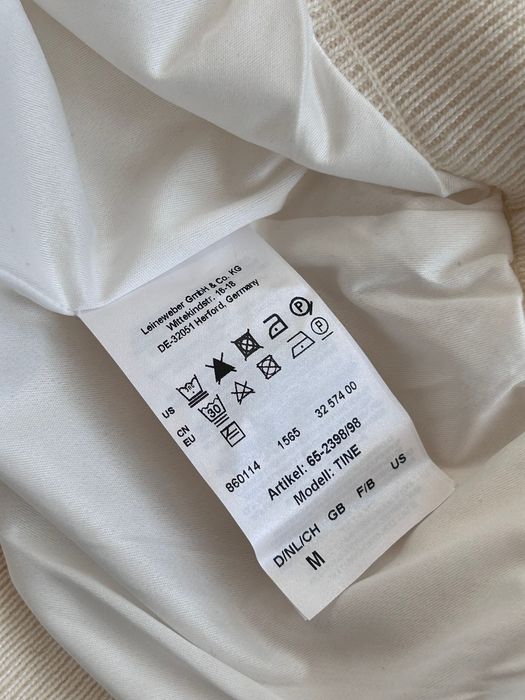 Leineweber GmbH & Co. KG
Wittekindstr. 16-18
DE-32051 Herford, Germany
US
P
CN
EU
30
P
860114 1565 32 574 00
Artikel: 65-2398/98
Modell: TINE
D/NL/CH GB F/B US
M